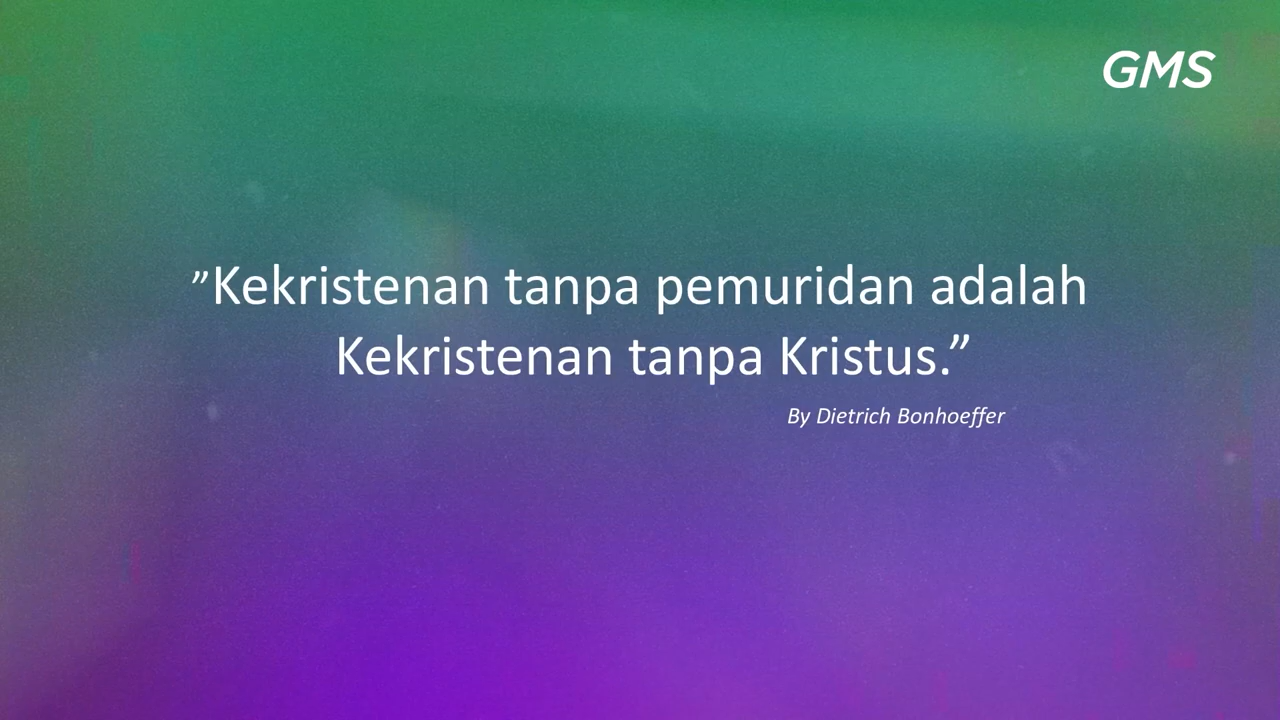 GMS
”Kekristenan tanpa pemuridan adalah
Kekristenan tanpa Kristus.”
By Dietrich Bonhoeffer